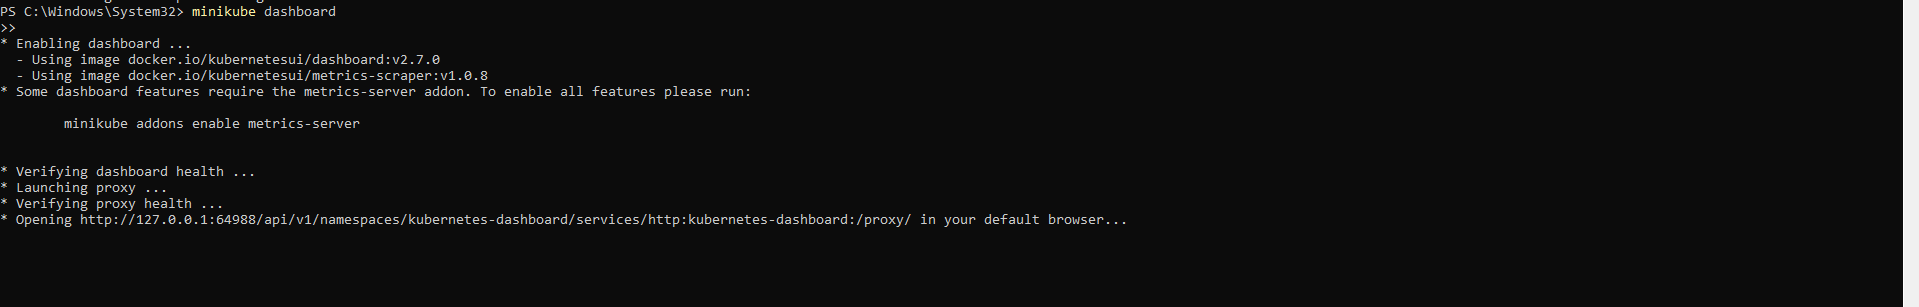 PS C:\Windows\System32> minikube dashboard
>>
* Enabling dashboard ...
  - Using image docker.io/kubernetesui/dashboard:v2.7.0
  - Using image docker.io/kubernetesui/metrics-scraper:v1.0.8
* Some dashboard features require the metrics-server addon. To enable all features please run:
        minikube addons enable metrics-server
* Verifying dashboard health ...
* Launching proxy ...
* Verifying proxy health ...
* Opening http://127.0.0.1:64988/api/v1/namespaces/kubernetes-dashboard/services/http:kubernetes-dashboard:/proxy/ in your default browser...